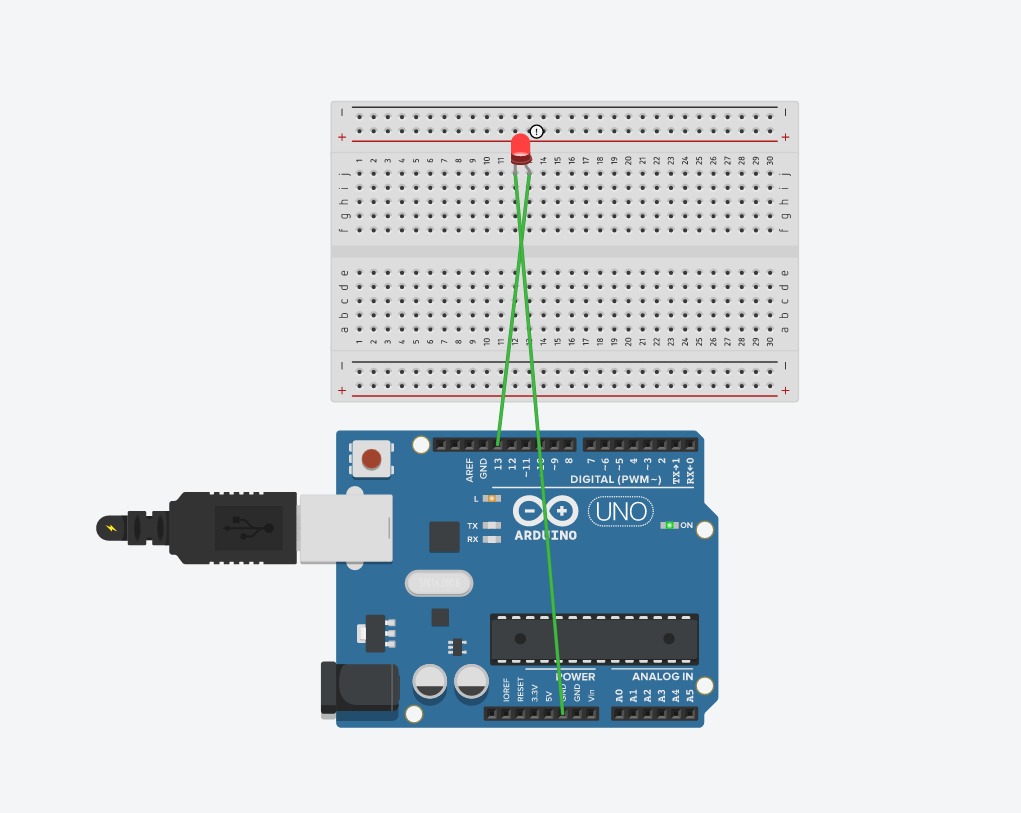 − −
+ +
1 2 3 4 5 6 7 8 9 10 11 14 15 16 17 18 19 20 21 22 23 24 25 26 27 28 29 30
j j
i i
h h
g g
f f
e e
d d
c c
b b
a a
1 2 3 4 5 6 7 8 9 10 11 12 13 14 15 16 17 18 19 20 21 22 23 24 25 26 27 28 29 30
− −
+ +
AREF GND 13 12 ~11 10 ~9 8 7 ~6 ~5 4 ~3 2 TX→1 RX←0
DIGITAL (PWM~)
L
UNO
TX
RX
ON
ARDUINO
POWER ANALOG IN
IOREF RESET 3.3V 5V GND GND Vin A0 A1 A2 A3 A4 A5